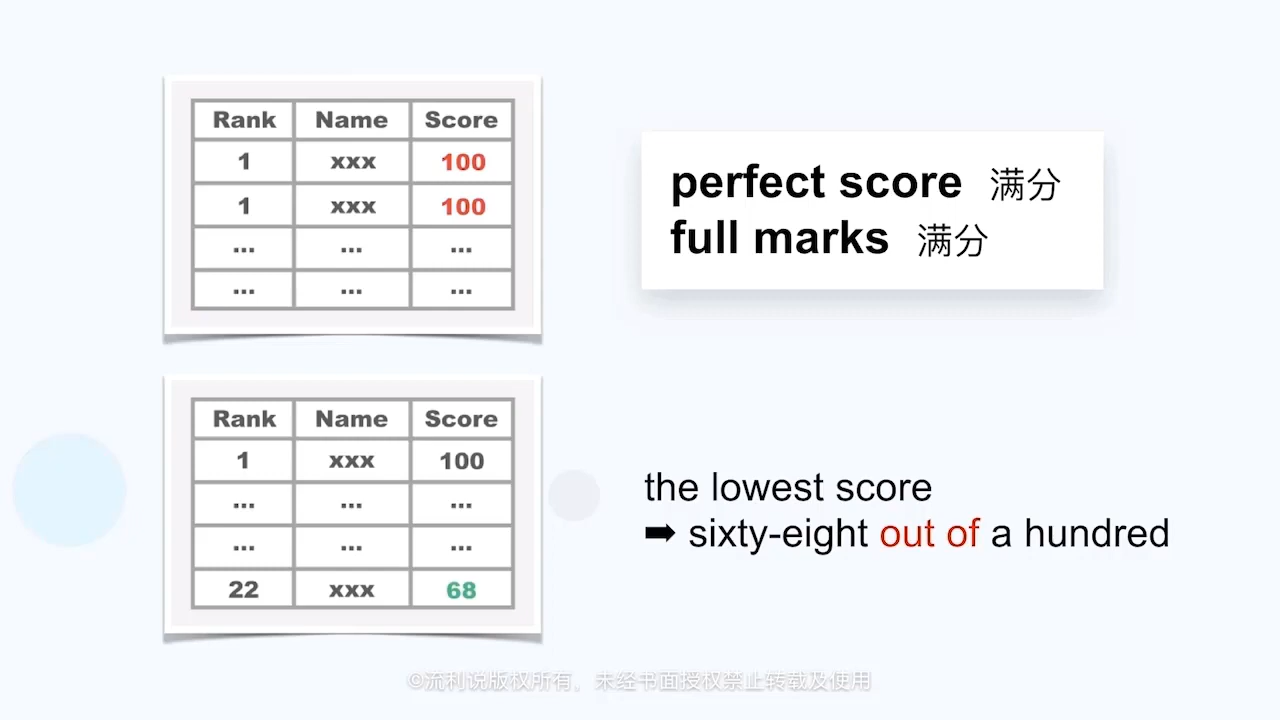 Rank Name Score
1 xxx 100
1 xxx 100
... ... ...
... ... ...
perfect score 满分
full marks 满分
Rank Name Score
1 xxx 100
... ... ...
... ... ...
22 xxx 68
the lowest score
➡ sixty-eight out of a hundred
©流利说版权所有，未经书面授权禁止转载及使用